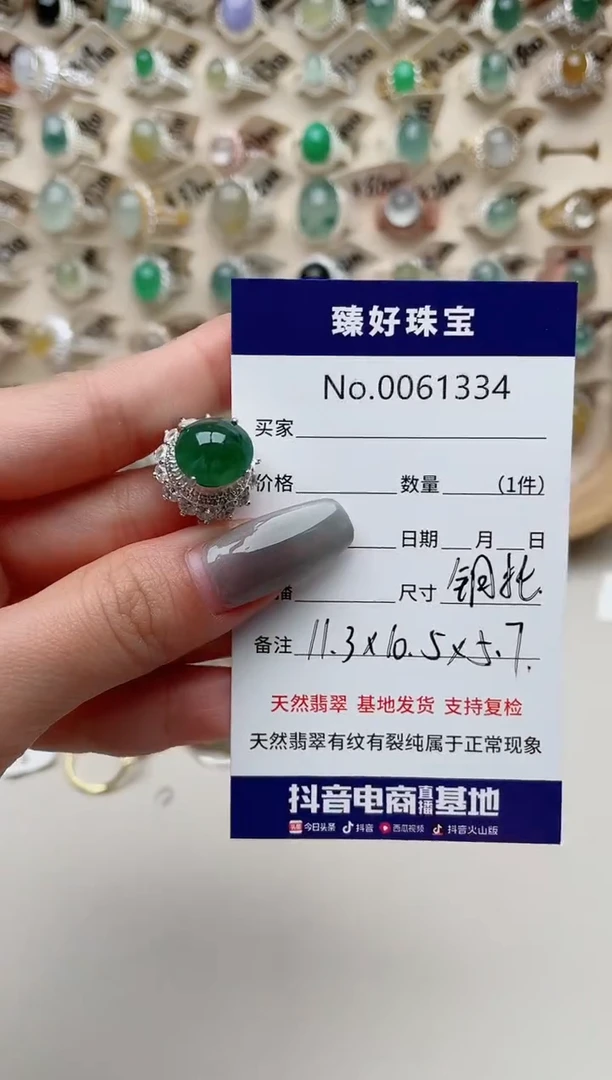 臻好珠宝
No.0061334
买家
价格 数量 (1件)
日期 月 日
播 尺寸 铜托
备注 11.3x10.5x5.7.
天然翡翠 基地发货 支持复检
天然翡翠有纹有裂纯属于正常现象
抖音电商直播基地
头条 今日头条 抖音 西瓜视频 抖音火山版